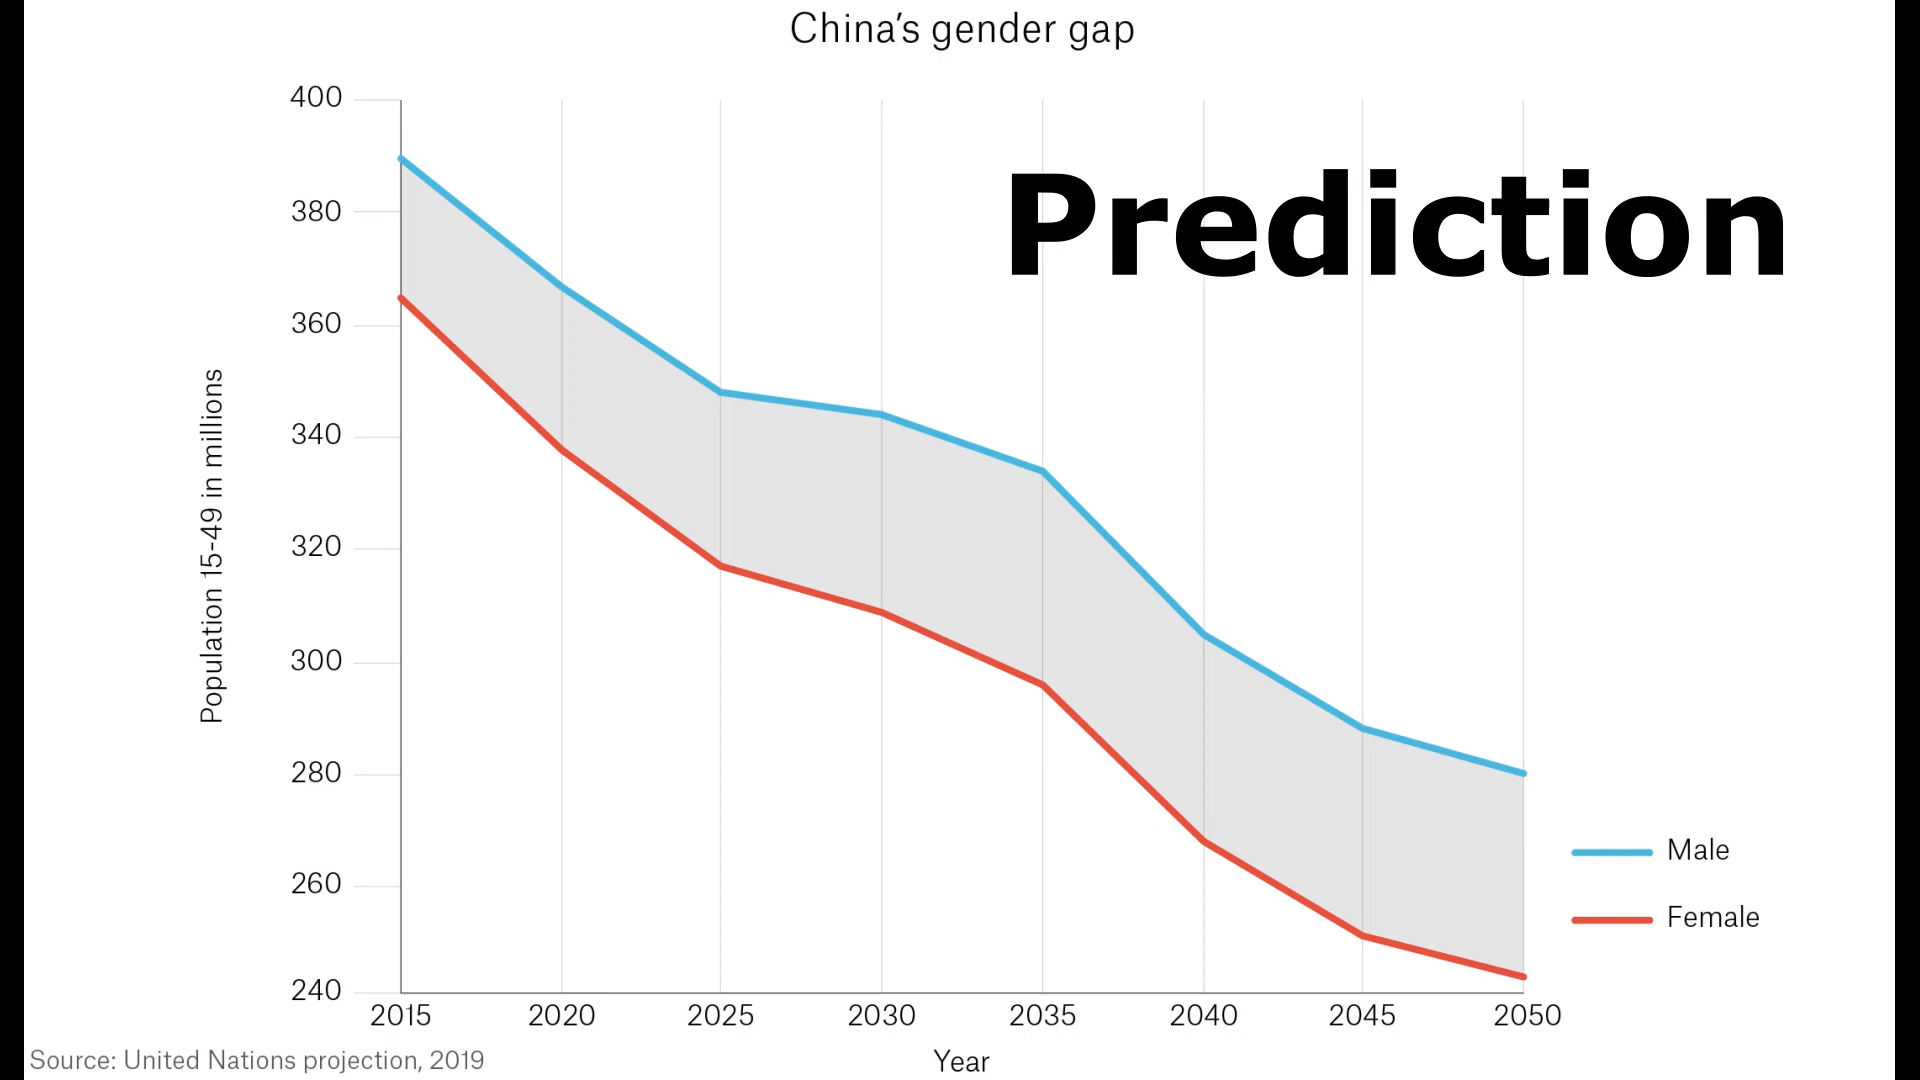 China's gender gap
Prediction
400
380
360
340
320
300
280
260
240
Population 15-49 in millions
2015 2020 2025 2030 2035 2040 2045 2050
Year
Male
Female
Source: United Nations projection, 2019